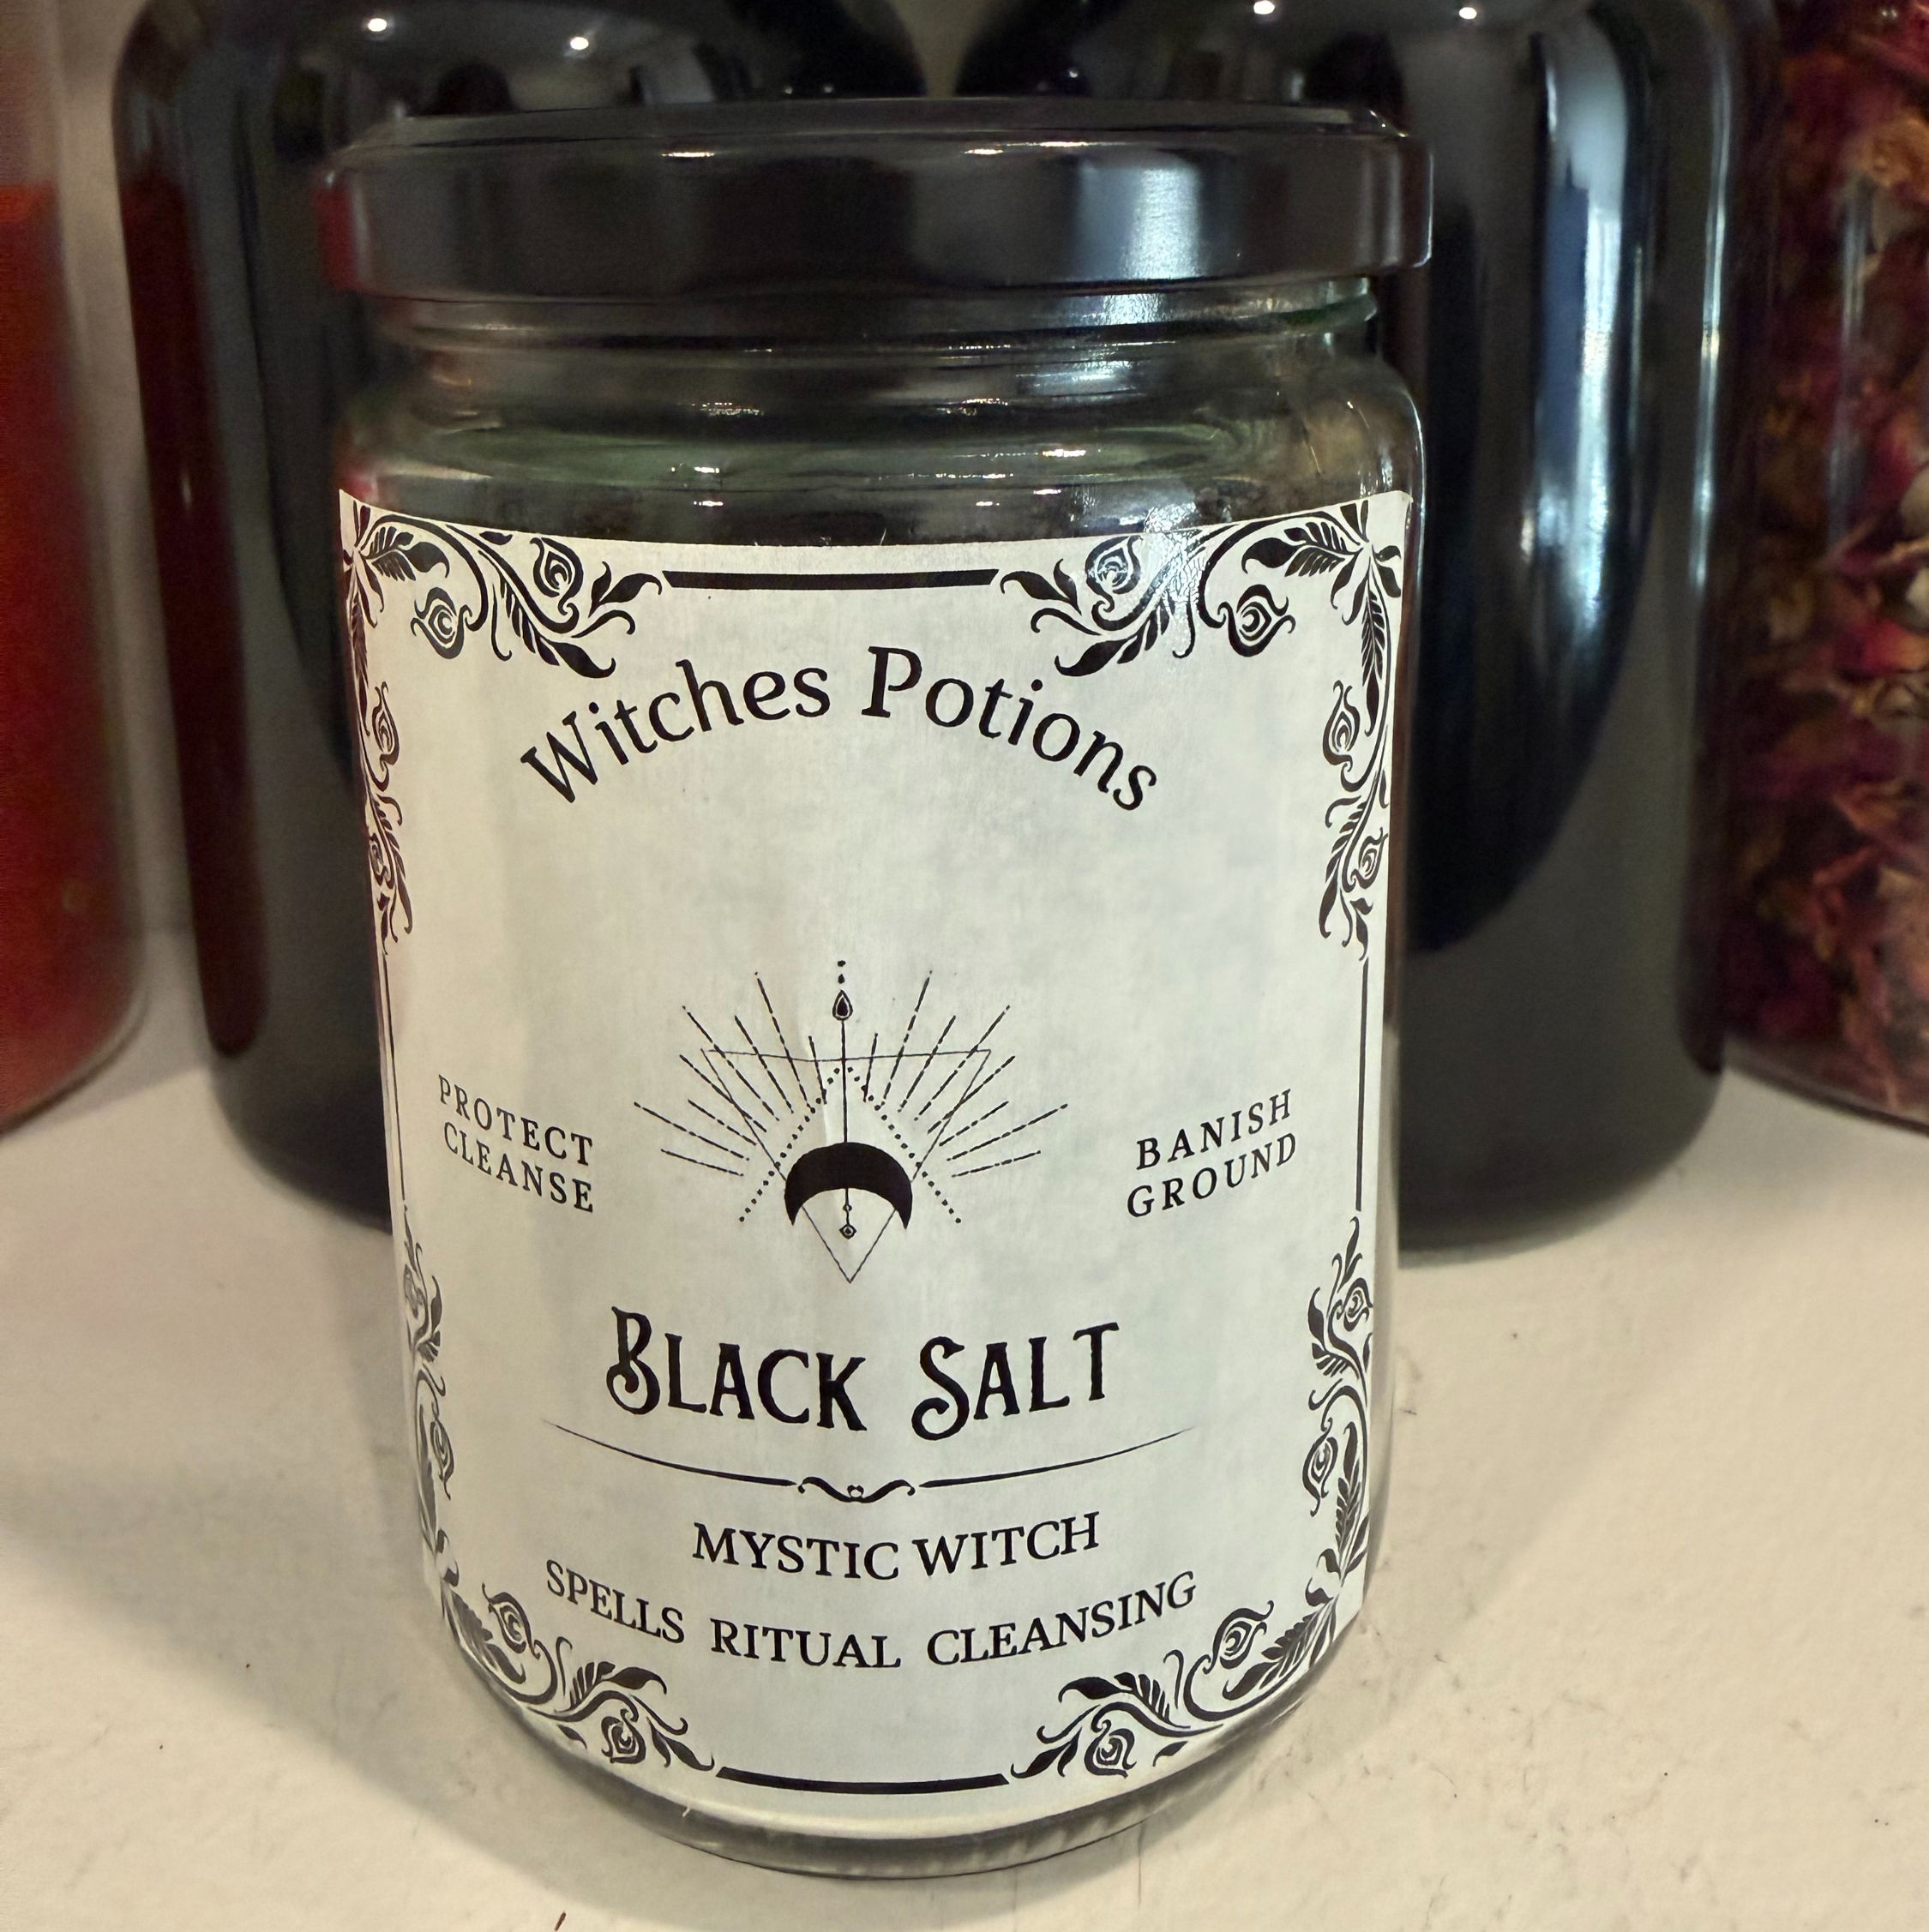 Witches Potions
PROTECT
CLEANSE
BANISH
GROUND
BLACK SALT
MYSTIC WITCH
SPELLS RITUAL CLEANSING